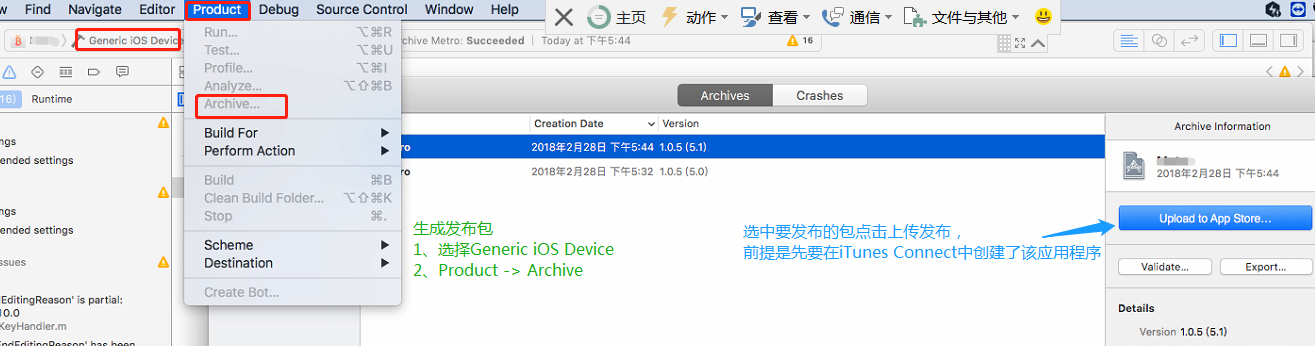 Find Navigate Editor Product Debug Source Control Window Help
主页 动作 查看 通信 文件与其他
Generic iOS Device
Archive Metro: Succeeded | Today at 下午5:44
16
Run... ⌥⌘R
Test... ⌥⌘U
Profile... ⌥⌘I
Analyze... ⌥⇧⌘B
Archive...
Build For
Perform Action
Build ⌘B
Clean Build Folder... ⌥⇧⌘K
Stop ⌘.
Scheme
Destination
Create Bot...
16) Runtime
ngs
ended settings
ngs
ended settings
ssues
ndEditingReason' is partial:
10.0
KeyHandler.m
EndEditingReason' has been
Archives Crashes
Creation Date Version
ro 2018年2月28日 下午5:44 1.0.5 (5.1)
ro 2018年2月28日 下午5:32 1.0.5 (5.0)
生成发布包
1、选择Generic iOS Device
2、Product -> Archive
选中要发布的包点击上传发布，
前提是先要在iTunes Connect中创建了该应用程序
Archive Information
2018年2月28日 下午5:44
Upload to App Store...
Validate... Export...
Details
Version 1.0.5 (5.1)